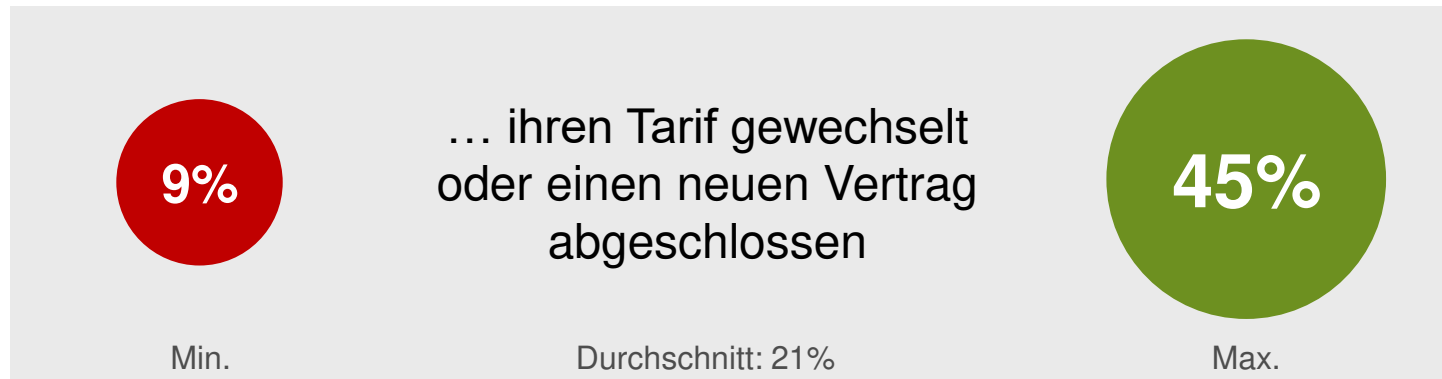 9%
… ihren Tarif gewechselt
oder einen neuen Vertrag
abgeschlossen
45%
Min.
Durchschnitt: 21%
Max.